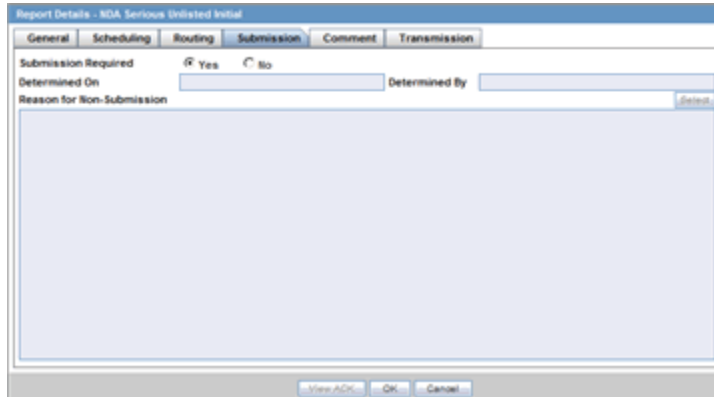 Report Details - NDA Serious Unlisted Initial
General Scheduling Routing Submission Comment Transmission
Submission Required Yes No
Determined On Determined By
Reason for Non-Submission Select
View ACK OK Cancel